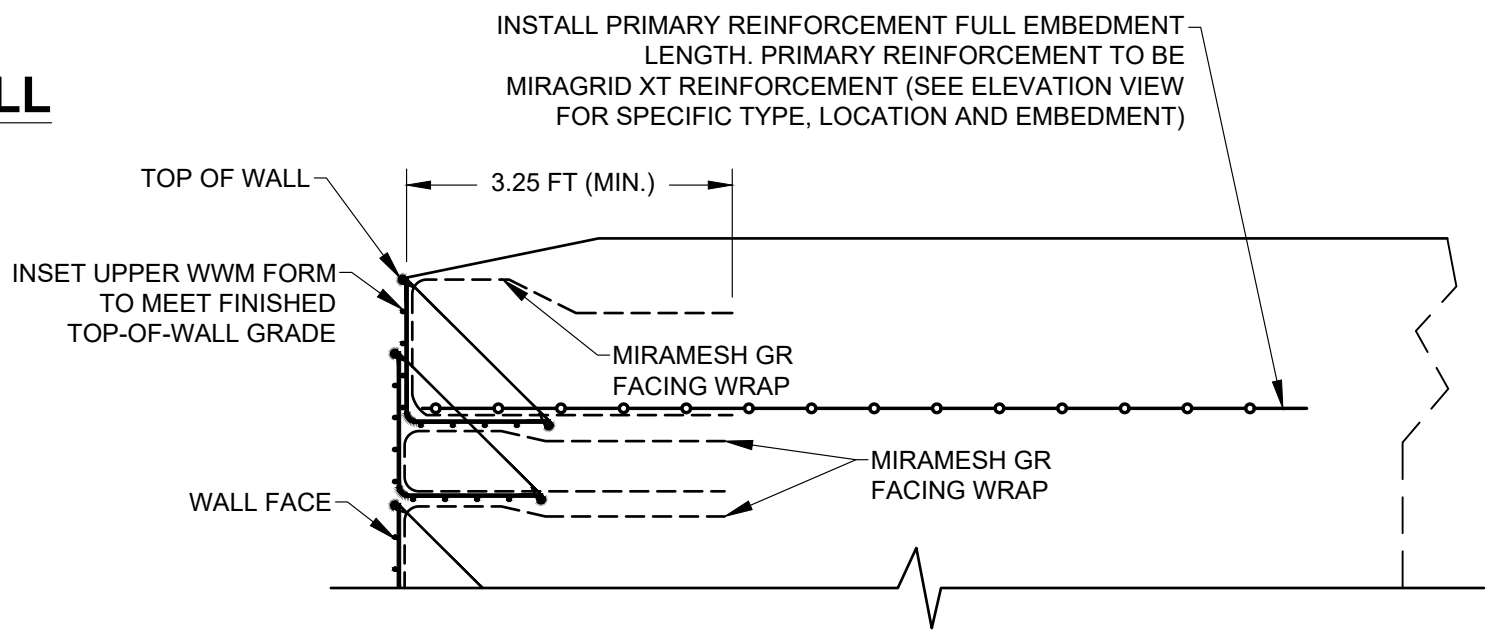 INSTALL PRIMARY REINFORCEMENT FULL EMBEDMENT
LENGTH. PRIMARY REINFORCEMENT TO BE
MIRAGRID XT REINFORCEMENT (SEE ELEVATION VIEW
FOR SPECIFIC TYPE, LOCATION AND EMBEDMENT)
LL
TOP OF WALL
3.25 FT (MIN.)
INSET UPPER WWM FORM
TO MEET FINISHED
TOP-OF-WALL GRADE
MIRAMESH GR
FACING WRAP
MIRAMESH GR
FACING WRAP
WALL FACE